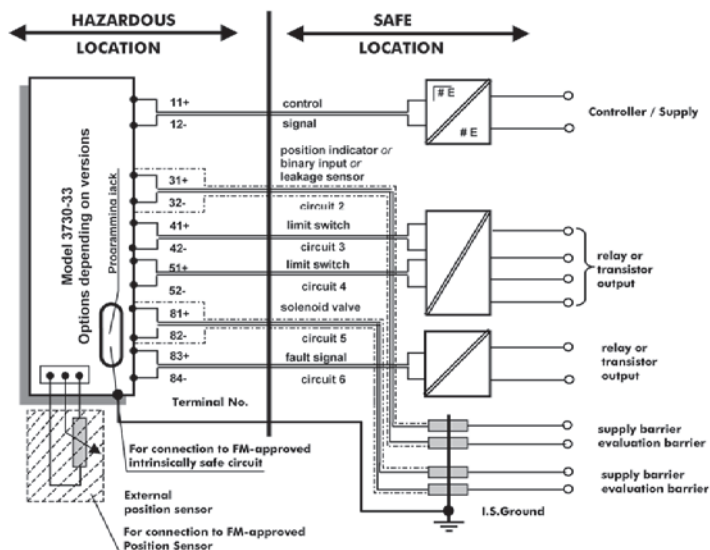 HAZARDOUS
LOCATION
SAFE
LOCATION
Model 3730-33
Options depending on versions
Programming jack
11+
12-
control
signal
# E
# E
Controller / Supply
position indicator or
binary input or
leakage sensor
31+
32-
circuit 2
41+
limit switch
42-
circuit 3
51+
limit switch
52-
circuit 4
relay or
transistor
output
81+
solenoid valve
82-
circuit 5
83+
fault signal
84-
circuit 6
relay or
transistor
output
Terminal No.
supply barrier
evaluation barrier
supply barrier
evaluation barrier
For connection to FM-approved
intrinsically safe circuit
External
position sensor
I.S.Ground
For connection to FM-approved
Position Sensor